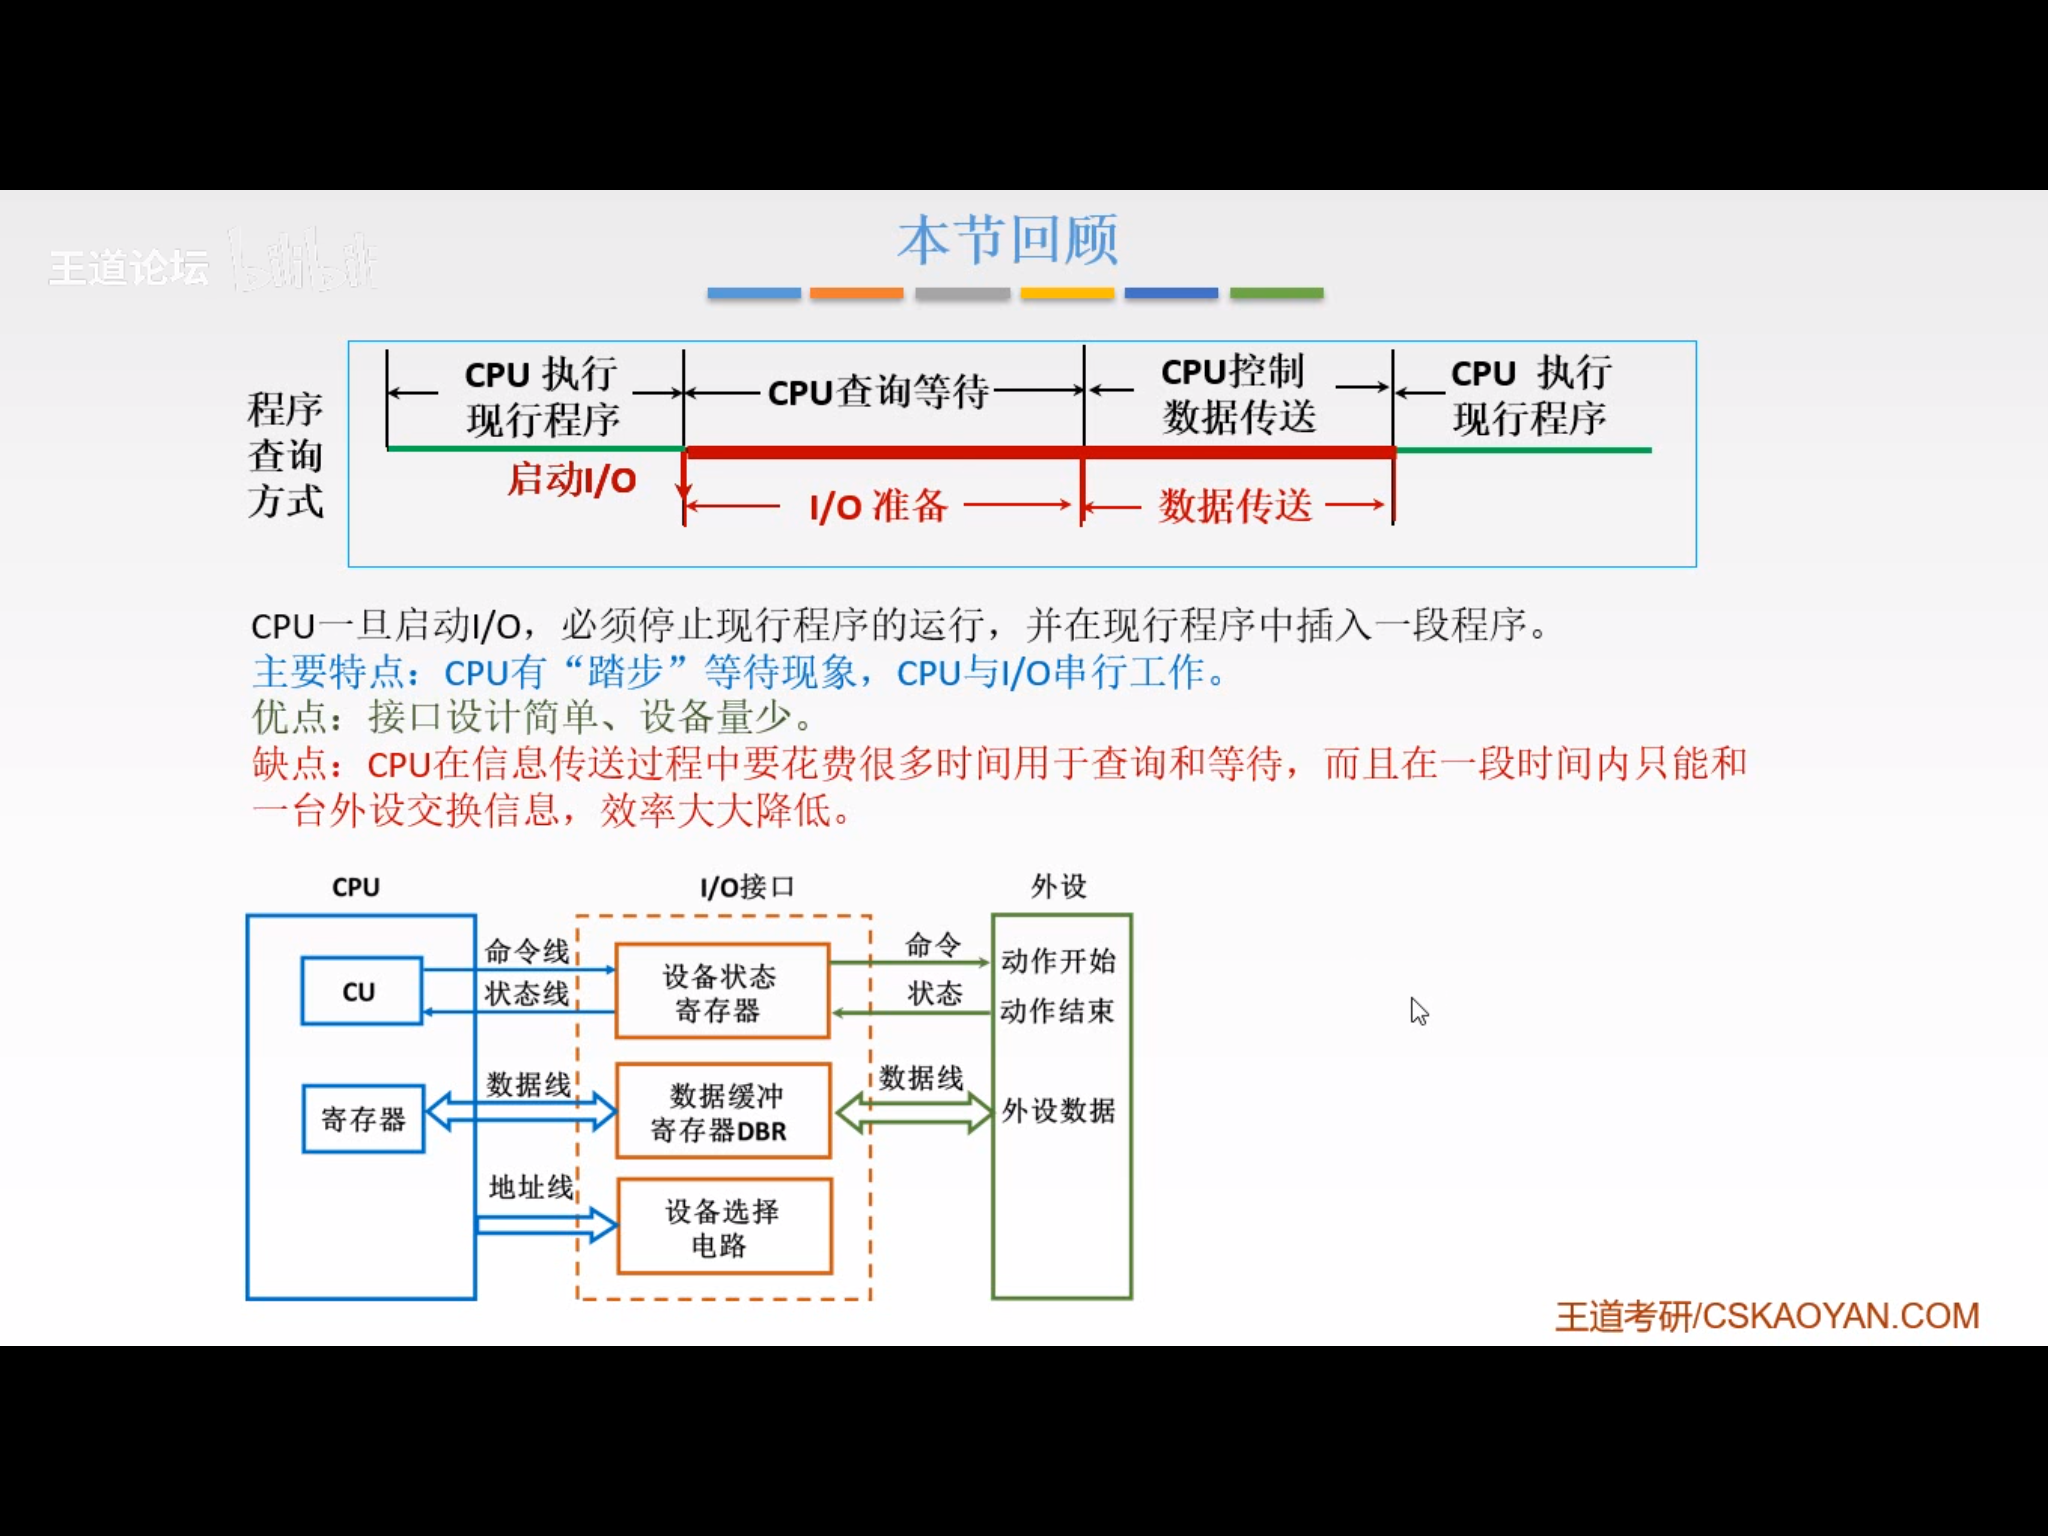 王道论坛 bilibili
本节回顾
程序
查询
方式
CPU 执行
现行程序
CPU查询等待
CPU控制
数据传送
CPU 执行
现行程序
启动I/O
I/O 准备
数据传送
CPU一旦启动I/O，必须停止现行程序的运行，并在现行程序中插入一段程序。
主要特点：CPU有“踏步”等待现象，CPU与I/O串行工作。
优点：接口设计简单、设备量少。
缺点：CPU在信息传送过程中要花费很多时间用于查询和等待，而且在一段时间内只能和
一台外设交换信息，效率大大降低。
CPU
I/O接口
外设
CU
命令线
状态线
设备状态
寄存器
命令
状态
动作开始
动作结束
寄存器
数据线
数据缓冲
寄存器DBR
数据线
外设数据
地址线
设备选择
电路
王道考研/CSKAOYAN.COM